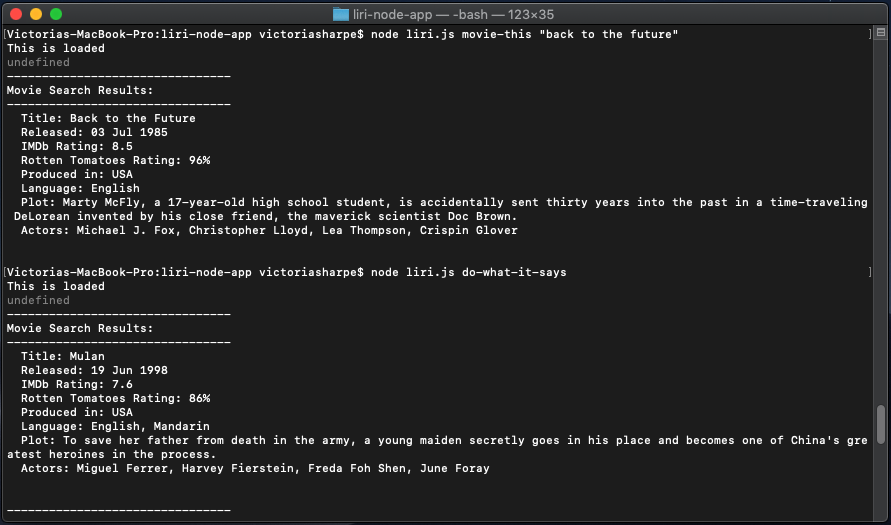 liri-node-app — -bash — 123×35
[Victorias-MacBook-Pro:liri-node-app victoriasharpe$ node liri.js movie-this "back to the future" ]
This is loaded
undefined
--------------------------------
Movie Search Results:
--------------------------------
Title: Back to the Future
Released: 03 Jul 1985
IMDb Rating: 8.5
Rotten Tomatoes Rating: 96%
Produced in: USA
Language: English
Plot: Marty McFly, a 17-year-old high school student, is accidentally sent thirty years into the past in a time-traveling
DeLorean invented by his close friend, the maverick scientist Doc Brown.
Actors: Michael J. Fox, Christopher Lloyd, Lea Thompson, Crispin Glover
[Victorias-MacBook-Pro:liri-node-app victoriasharpe$ node liri.js do-what-it-says ]
This is loaded
undefined
--------------------------------
Movie Search Results:
--------------------------------
Title: Mulan
Released: 19 Jun 1998
IMDb Rating: 7.6
Rotten Tomatoes Rating: 86%
Produced in: USA
Language: English, Mandarin
Plot: To save her father from death in the army, a young maiden secretly goes in his place and becomes one of China's gre
atest heroines in the process.
Actors: Miguel Ferrer, Harvey Fierstein, Freda Foh Shen, June Foray
--------------------------------